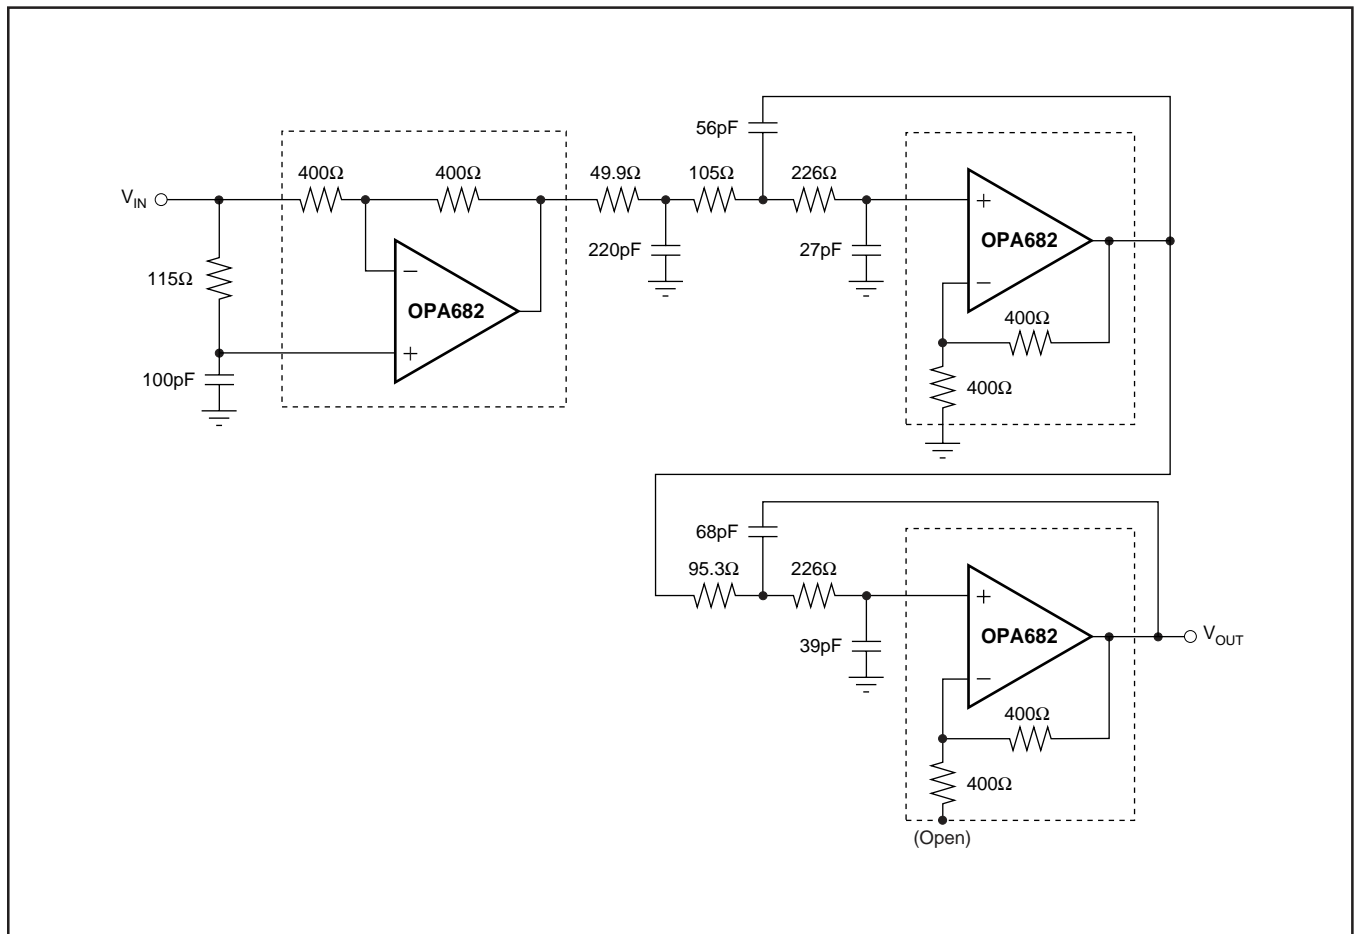 56pF
400Ω
400Ω
49.9Ω
105Ω
226Ω
V_IN
+
OPA682
−
220pF
27pF
115Ω
−
OPA682
+
400Ω
100pF
400Ω
68pF
95.3Ω
226Ω
+
OPA682
V_OUT
39pF
−
400Ω
400Ω
(Open)